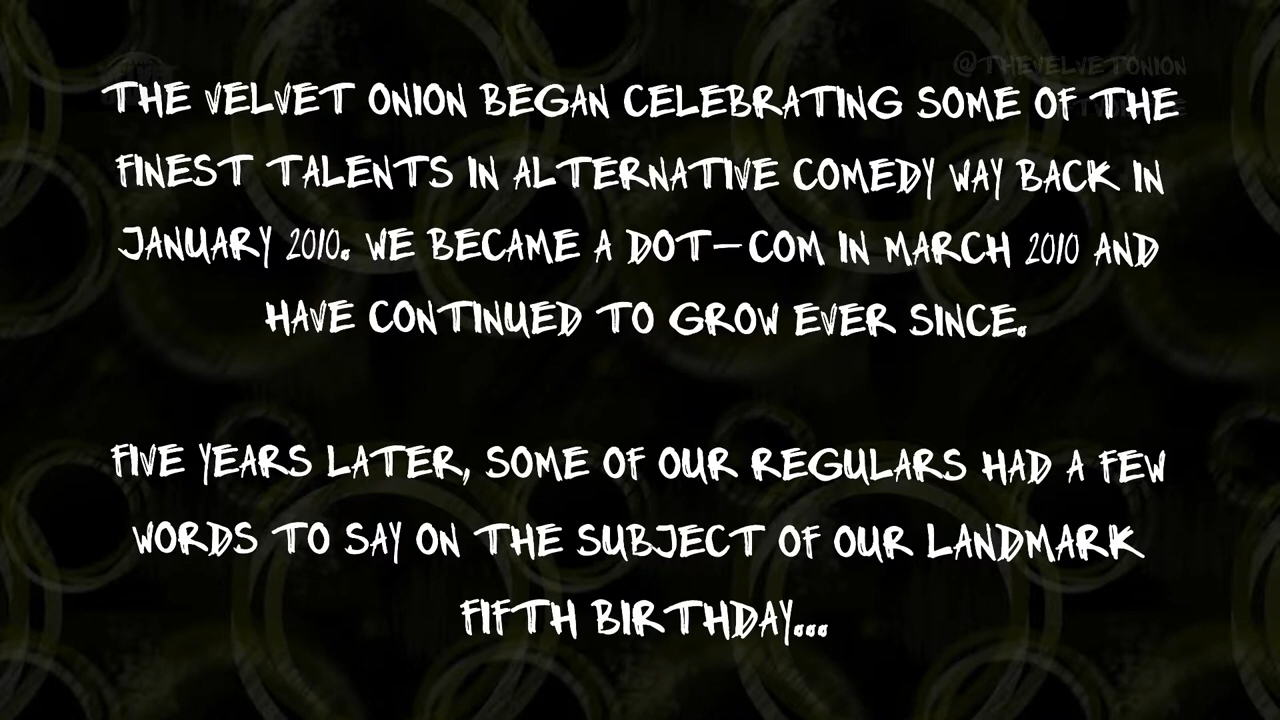 @THEVELVETONION
THE VELVET ONION BEGAN CELEBRATING SOME OF THE
FINEST TALENTS IN ALTERNATIVE COMEDY WAY BACK IN
JANUARY 2010. WE BECAME A DOT-COM IN MARCH 2010 AND
HAVE CONTINUED TO GROW EVER SINCE.
FIVE YEARS LATER, SOME OF OUR REGULARS HAD A FEW
WORDS TO SAY ON THE SUBJECT OF OUR LANDMARK
FIFTH BIRTHDAY...